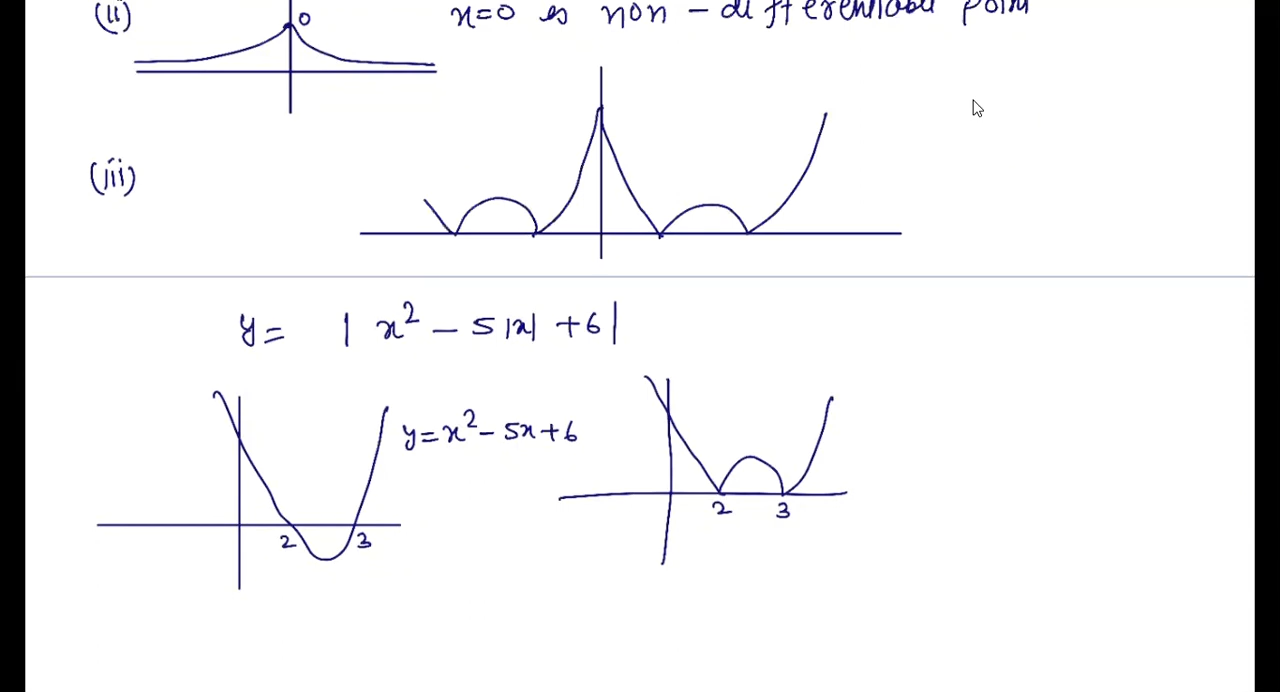 (ii) 0 x=0 is non - differentiable point
(iii)
y= | x² - 5|x| +6|
y=x²- 5x+6
2 3
2 3